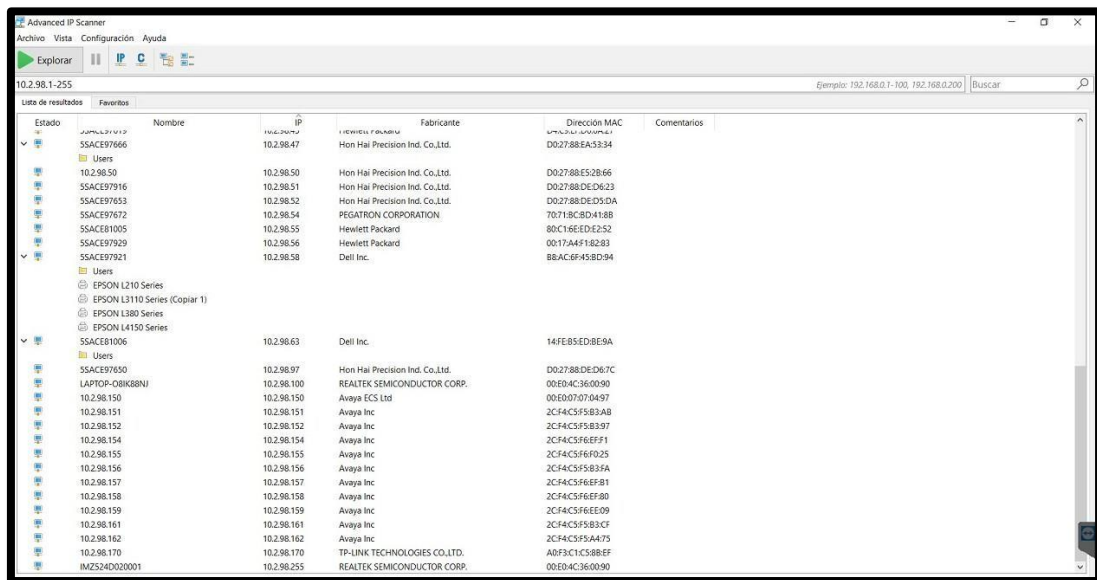 Advanced IP Scanner
Archivo Vista Configuración Ayuda
Explorar IP C
10.2.98.1-255 Ejemplo: 192.168.0.1-100, 192.168.0.200 Buscar
Lista de resultados Favoritos
Estado Nombre IP Fabricante Dirección MAC Comentarios
5SACE97666 10.2.98.47 Hon Hai Precision Ind. Co.,Ltd. D0:27:88:EA:53:34
Users
10.2.98.50 10.2.98.50 Hon Hai Precision Ind. Co.,Ltd. D0:27:88:E5:2B:66
5SACE97916 10.2.98.51 Hon Hai Precision Ind. Co.,Ltd. D0:27:88:DE:D6:23
5SACE97653 10.2.98.52 Hon Hai Precision Ind. Co.,Ltd. D0:27:88:DE:D5:DA
5SACE97672 10.2.98.54 PEGATRON CORPORATION 70:71:BC:BD:41:8B
5SACE81005 10.2.98.55 Hewlett Packard 80:C1:6E:ED:E2:52
5SACE97929 10.2.98.56 Hewlett Packard 00:17:A4:F1:82:83
5SACE97921 10.2.98.58 Dell Inc. B8:AC:6F:45:BD:94
Users
EPSON L210 Series
EPSON L3110 Series (Copiar 1)
EPSON L380 Series
EPSON L4150 Series
5SACE81006 10.2.98.63 Dell Inc. 14:FE:B5:ED:BE:9A
Users
5SACE97650 10.2.98.97 Hon Hai Precision Ind. Co.,Ltd. D0:27:88:DE:D6:7C
LAPTOP-O8IK88NJ 10.2.98.100 REALTEK SEMICONDUCTOR CORP. 00:E0:4C:36:00:90
10.2.98.150 10.2.98.150 Avaya ECS Ltd 00:E0:07:07:04:97
10.2.98.151 10.2.98.151 Avaya Inc 2C:F4:C5:F5:B3:AB
10.2.98.152 10.2.98.152 Avaya Inc 2C:F4:C5:F5:B3:97
10.2.98.154 10.2.98.154 Avaya Inc 2C:F4:C5:F6:EF:F1
10.2.98.155 10.2.98.155 Avaya Inc 2C:F4:C5:F6:F0:25
10.2.98.156 10.2.98.156 Avaya Inc 2C:F4:C5:F5:B3:FA
10.2.98.157 10.2.98.157 Avaya Inc 2C:F4:C5:F6:EF:B1
10.2.98.158 10.2.98.158 Avaya Inc 2C:F4:C5:F6:EF:80
10.2.98.159 10.2.98.159 Avaya Inc 2C:F4:C5:F6:EE:09
10.2.98.161 10.2.98.161 Avaya Inc 2C:F4:C5:F5:B3:CF
10.2.98.162 10.2.98.162 Avaya Inc 2C:F4:C5:F5:A4:75
10.2.98.170 10.2.98.170 TP-LINK TECHNOLOGIES CO.,LTD. A0:F3:C1:C5:8B:EF
IMZS24D020001 10.2.98.255 REALTEK SEMICONDUCTOR CORP. 00:E0:4C:36:00:90